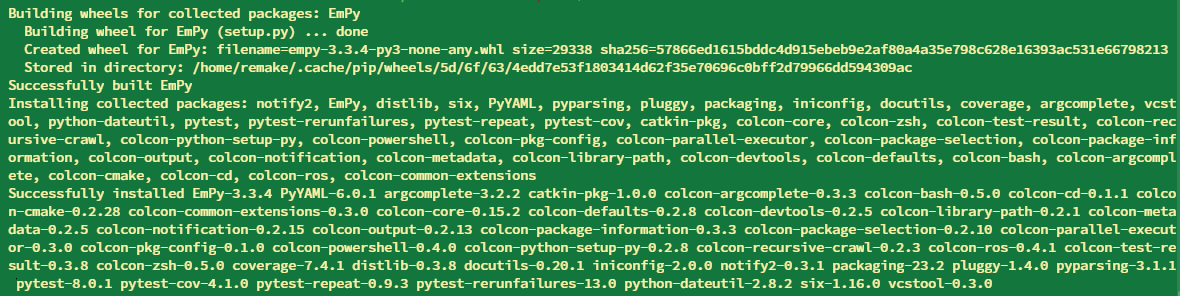 Building wheels for collected packages: EmPy
  Building wheel for EmPy (setup.py) ... done
  Created wheel for EmPy: filename=empy-3.3.4-py3-none-any.whl size=29338 sha256=57866ed1615bddc4d915ebeb9e2af80a4a35e798c628e16393ac531e66798213
  Stored in directory: /home/remake/.cache/pip/wheels/5d/6f/63/4edd7e53f1803414d62f35e70696c0bff2d79966dd594309ac
Successfully built EmPy
Installing collected packages: notify2, EmPy, distlib, six, PyYAML, pyparsing, pluggy, packaging, iniconfig, docutils, coverage, argcomplete, vcst
ool, python-dateutil, pytest, pytest-rerunfailures, pytest-repeat, pytest-cov, catkin-pkg, colcon-core, colcon-zsh, colcon-test-result, colcon-rec
ursive-crawl, colcon-python-setup-py, colcon-powershell, colcon-pkg-config, colcon-parallel-executor, colcon-package-selection, colcon-package-inf
ormation, colcon-output, colcon-notification, colcon-metadata, colcon-library-path, colcon-devtools, colcon-defaults, colcon-bash, colcon-argcompl
ete, colcon-cmake, colcon-cd, colcon-ros, colcon-common-extensions
Successfully installed EmPy-3.3.4 PyYAML-6.0.1 argcomplete-3.2.2 catkin-pkg-1.0.0 colcon-argcomplete-0.3.3 colcon-bash-0.5.0 colcon-cd-0.1.1 colco
n-cmake-0.2.28 colcon-common-extensions-0.3.0 colcon-core-0.15.2 colcon-defaults-0.2.8 colcon-devtools-0.2.5 colcon-library-path-0.2.1 colcon-meta
data-0.2.5 colcon-notification-0.2.15 colcon-output-0.2.13 colcon-package-information-0.3.3 colcon-package-selection-0.2.10 colcon-parallel-execut
or-0.3.0 colcon-pkg-config-0.1.0 colcon-powershell-0.4.0 colcon-python-setup-py-0.2.8 colcon-recursive-crawl-0.2.3 colcon-ros-0.4.1 colcon-test-re
sult-0.3.8 colcon-zsh-0.5.0 coverage-7.4.1 distlib-0.3.8 docutils-0.20.1 iniconfig-2.0.0 notify2-0.3.1 packaging-23.2 pluggy-1.4.0 pyparsing-3.1.1
 pytest-8.0.1 pytest-cov-4.1.0 pytest-repeat-0.9.3 pytest-rerunfailures-13.0 python-dateutil-2.8.2 six-1.16.0 vcstool-0.3.0